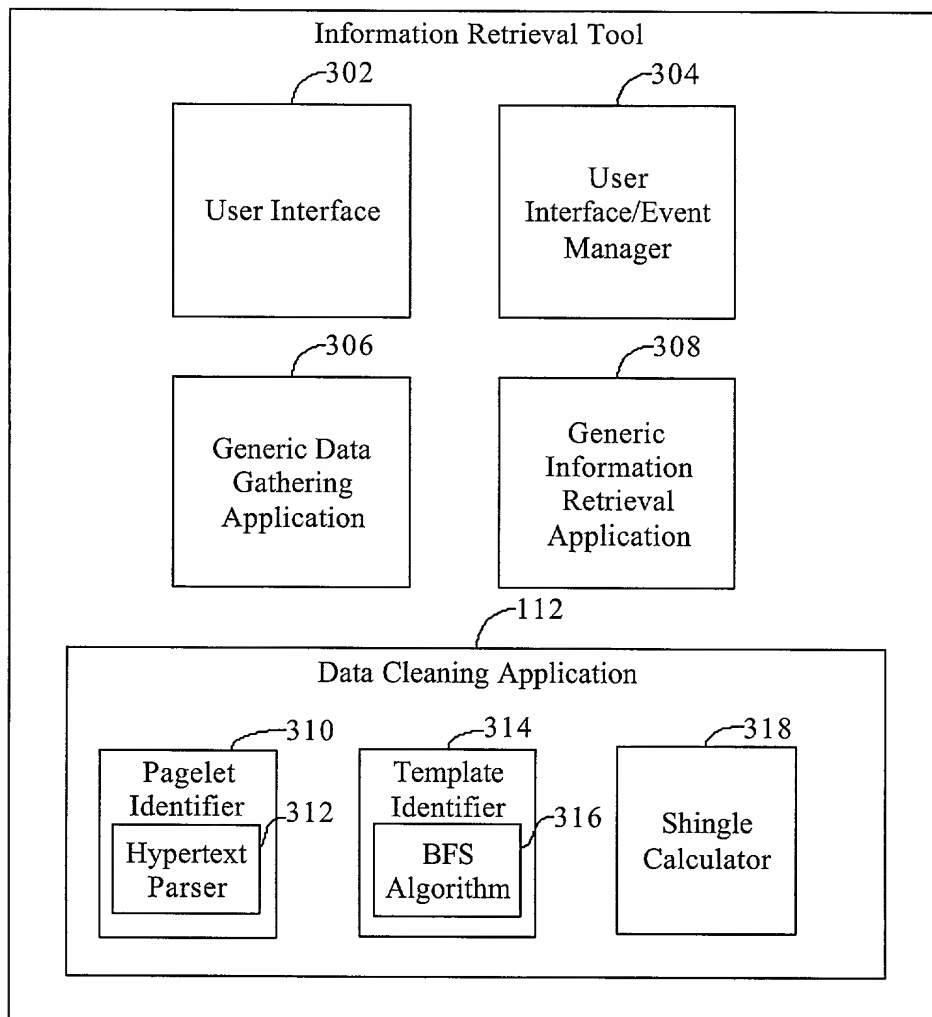 Information Retrieval Tool
302
304
User Interface
User
Interface/Event
Manager
306
308
Generic Data
Gathering
Application
Generic
Information
Retrieval
Application
112
Data Cleaning Application
310
314
318
Pagelet
Identifier
312
Hypertext
Parser
Template
Identifier
316
BFS
Algorithm
Shingle
Calculator